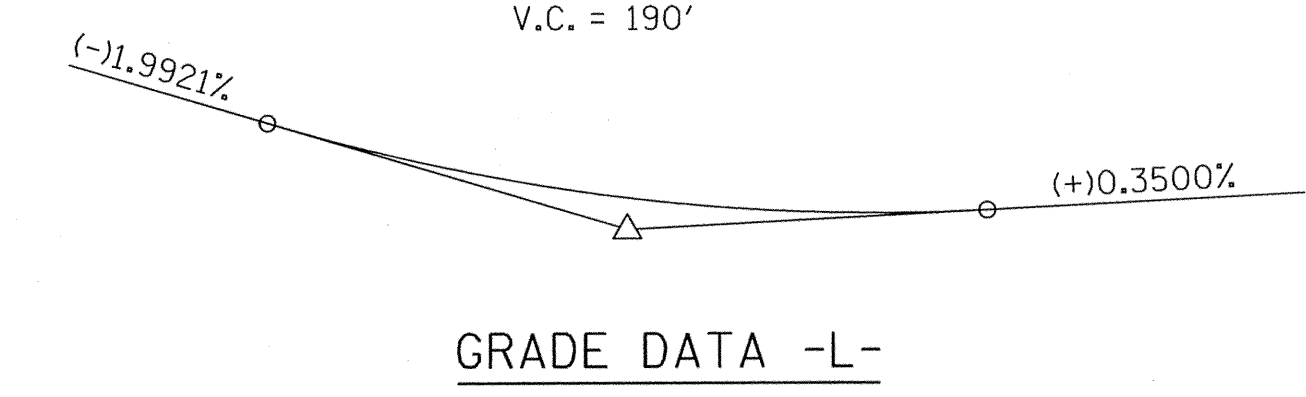 V.C. = 190'
(-)1.9921%
(+)0.3500%
GRADE DATA -L-